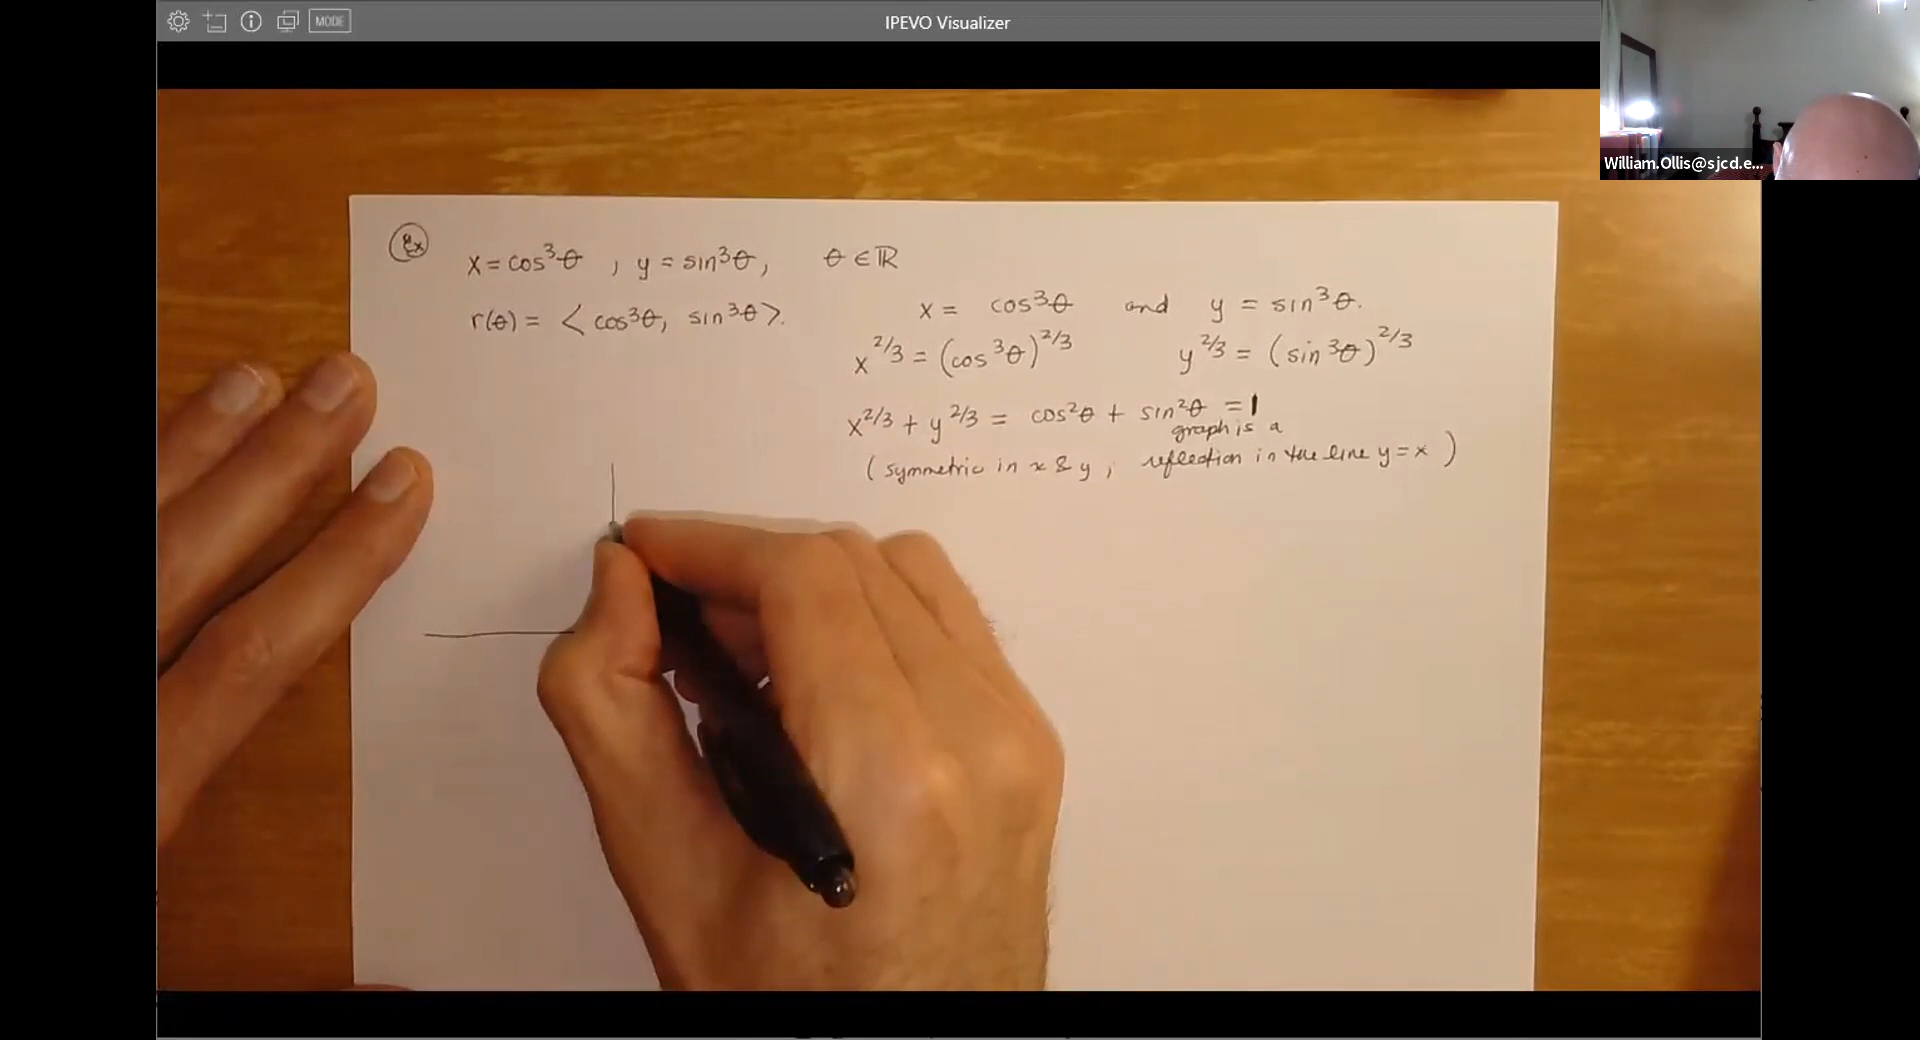 MODE
IPEVO Visualizer
William.Ollis@sjcd.e...
Ex
x = cos³θ , y = sin³θ, θ ∈ ℝ
r(θ) = < cos³θ, sin³θ >.
x = cos³θ and y = sin³θ.
x^2/3 = (cos³θ)^2/3 y^2/3 = (sin³θ)^2/3
x^2/3 + y^2/3 = cos²θ + sin²θ = 1
graph is a
(symmetric in x & y, reflection in the line y = x)